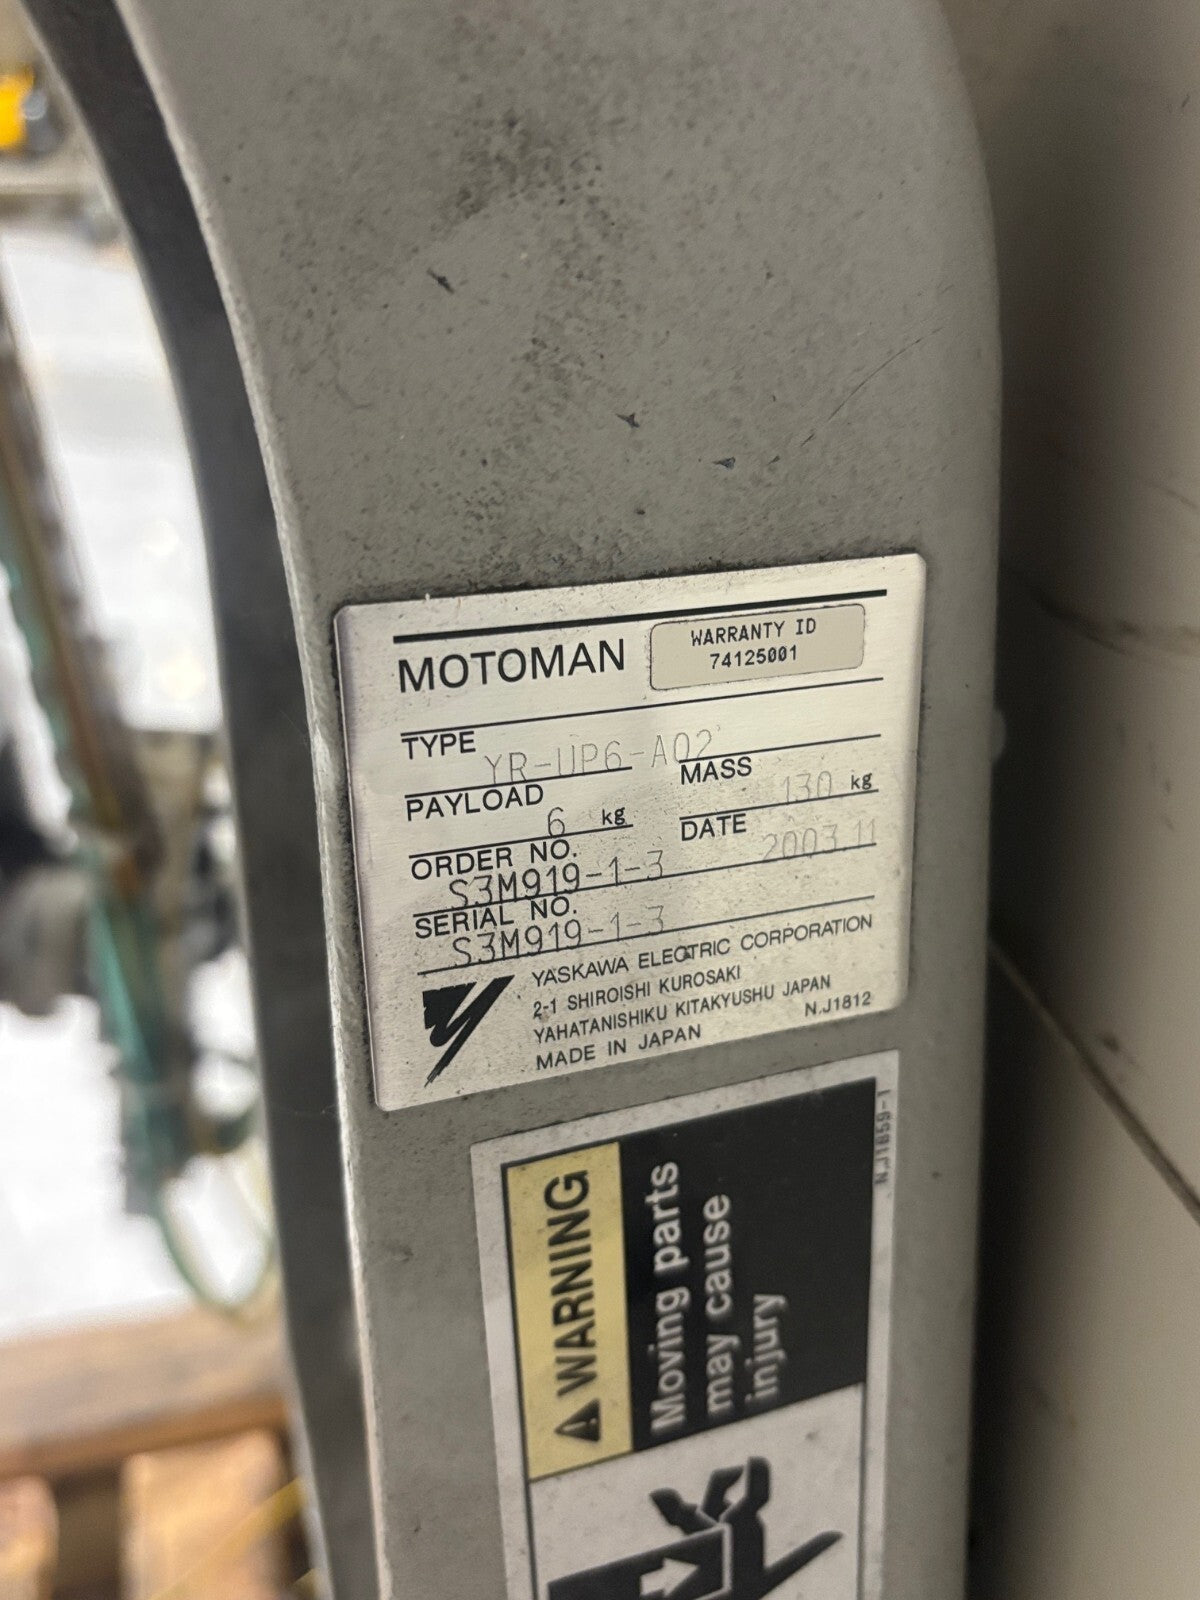 MOTOMAN
WARRANTY ID
74125001
TYPE YR-UP6-A02
PAYLOAD 6 kg MASS 130 kg
ORDER NO. S3M919-1-3 DATE 2003.11
SERIAL NO. S3M919-1-3
YASKAWA ELECTRIC CORPORATION
2-1 SHIROISHI KUROSAKI
YAHATANISHIKU KITAKYUSHU JAPAN
MADE IN JAPAN N.J1812
WARNING
Moving parts
may cause
injury
NJ1859-1